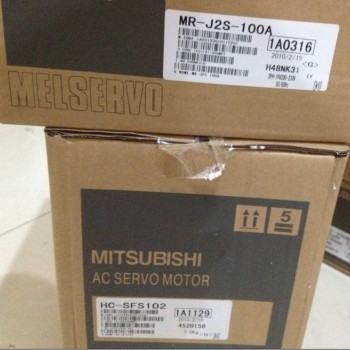 MR-J2S-100A
1A0316
2010/2/19 <G>
H48NK31
MELSERVO
5
MITSUBISHI
AC SERVO MOTOR
HC-SFS102
1A1129
4520158